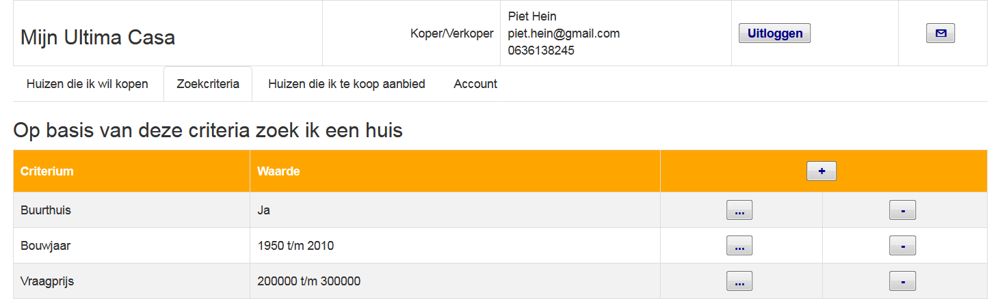 Mijn Ultima Casa
Koper/Verkoper
Piet Hein
piet.hein@gmail.com
0636138245
Uitloggen
Huizen die ik wil kopen Zoekcriteria Huizen die ik te koop aanbied Account
Op basis van deze criteria zoek ik een huis
Criterium Waarde +
Buurthuis Ja ... -
Bouwjaar 1950 t/m 2010 ... -
Vraagprijs 200000 t/m 300000 ... -